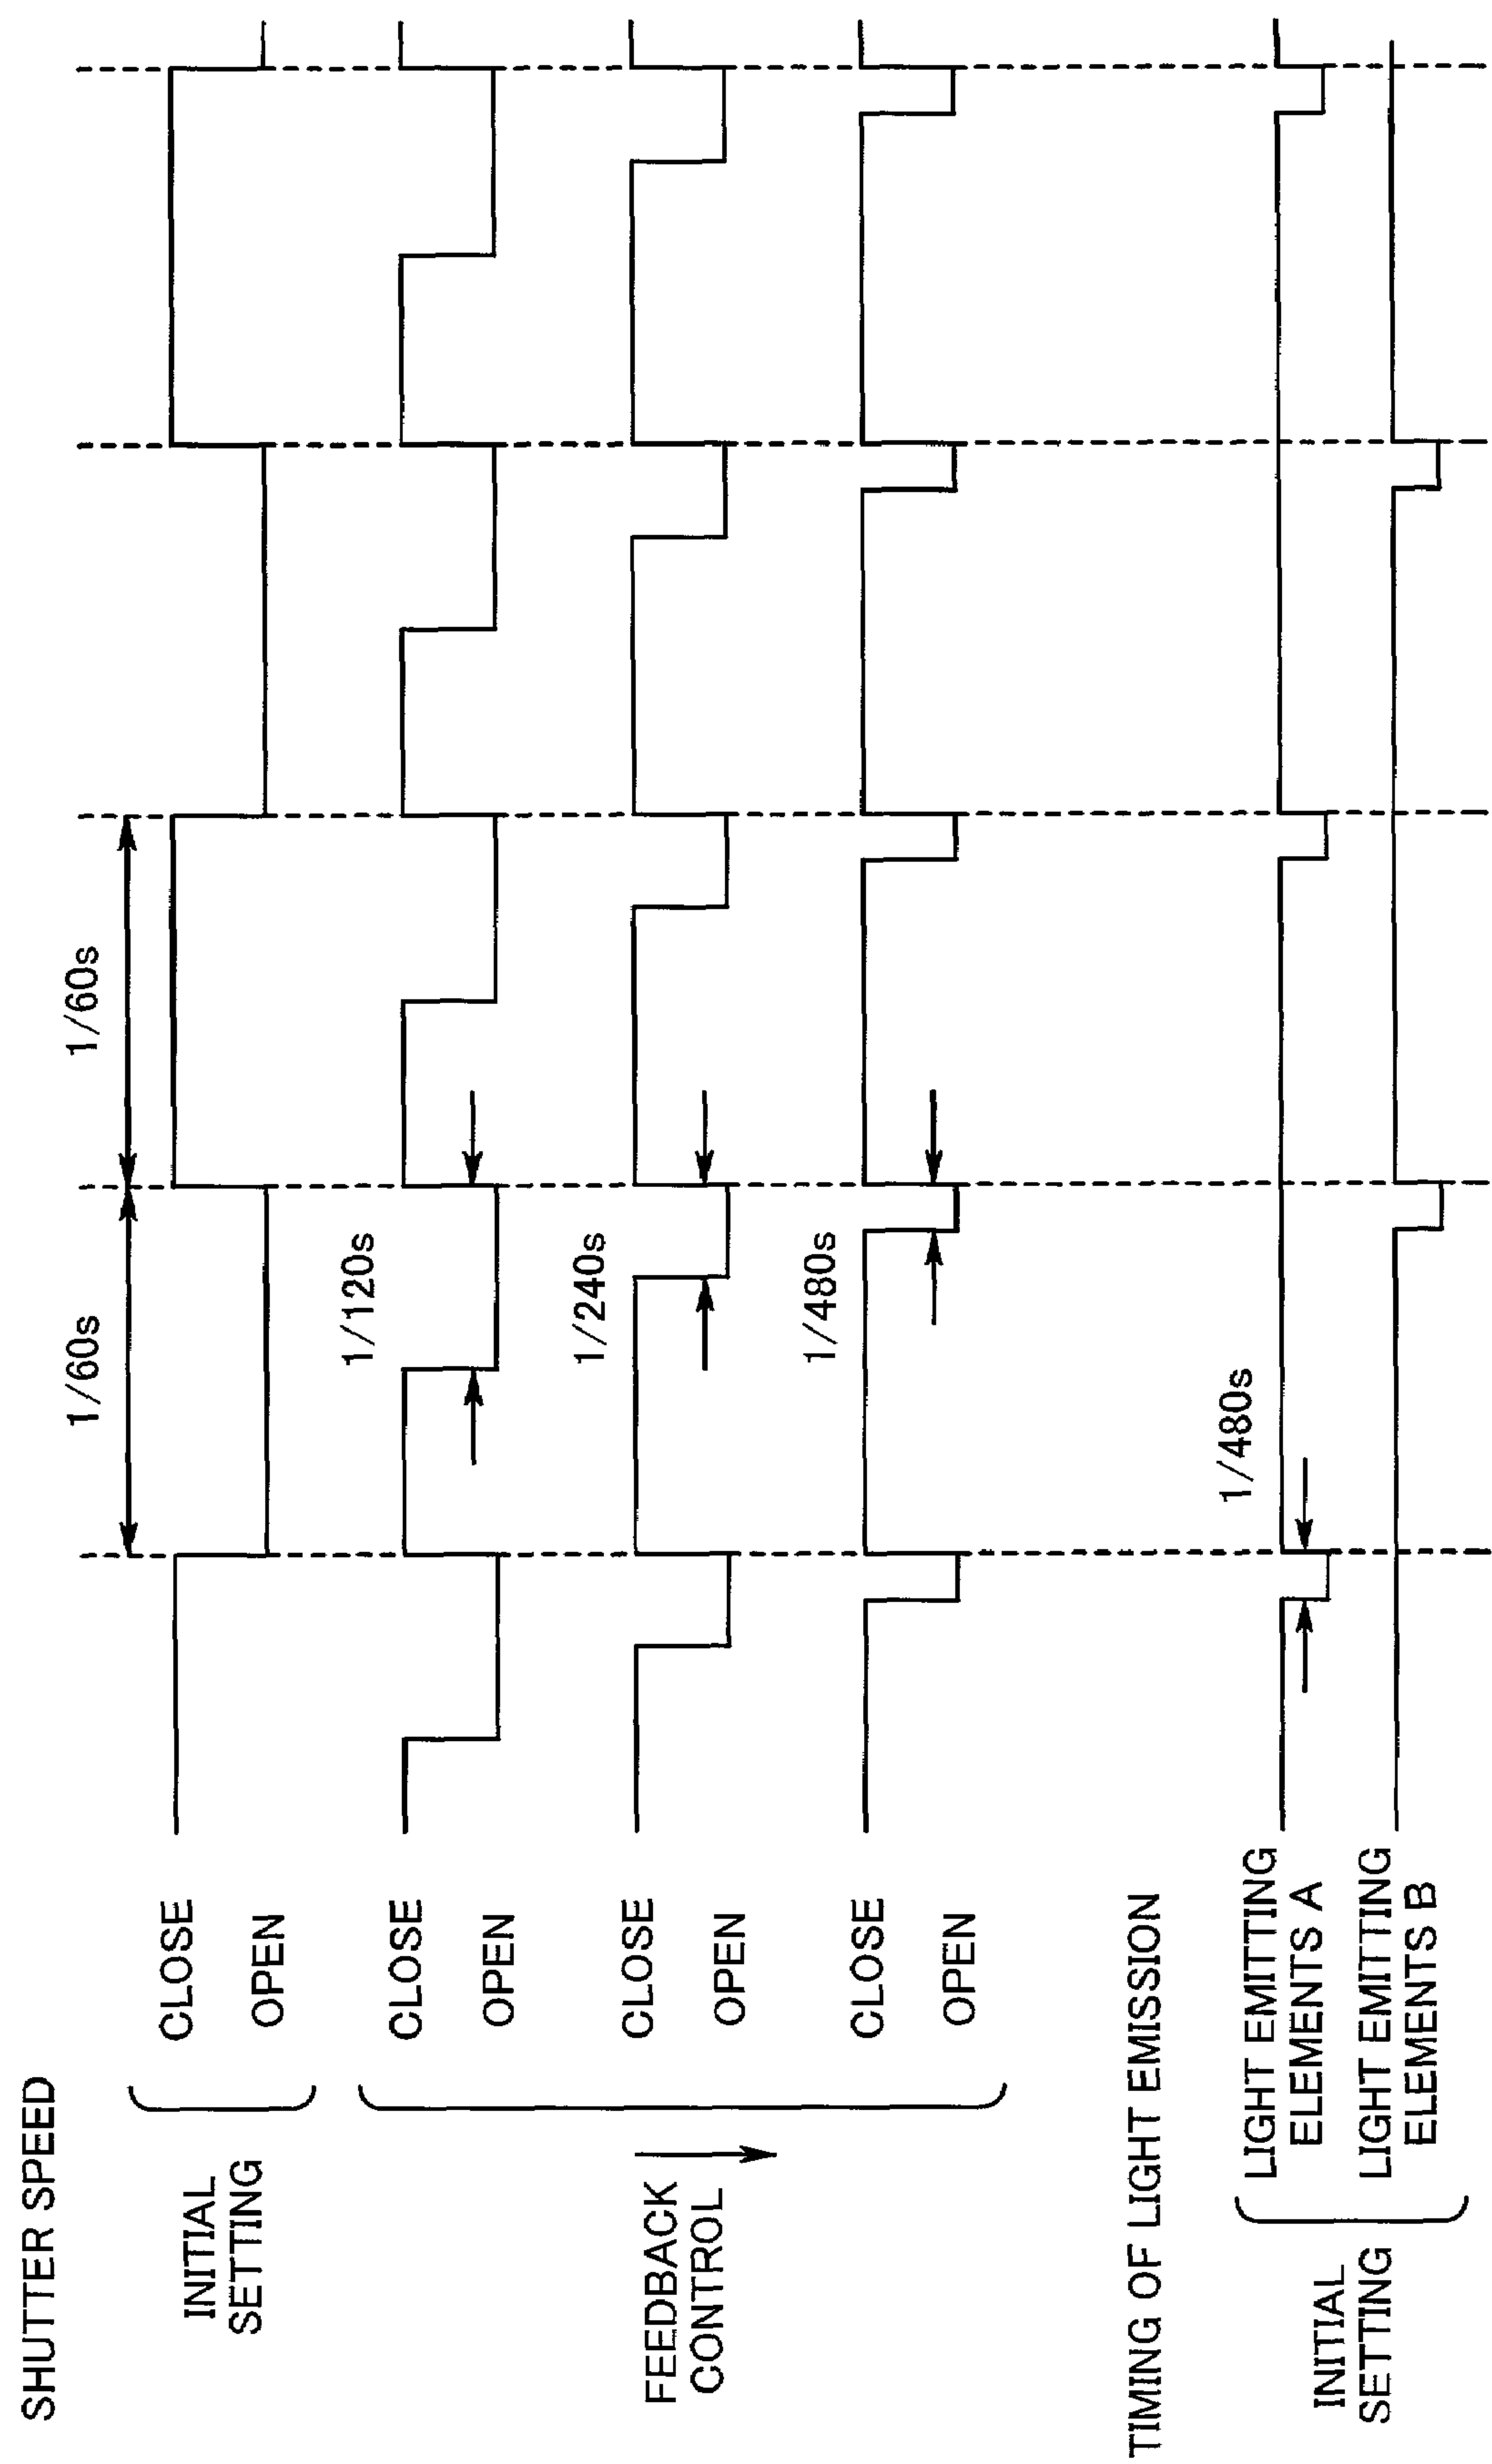 SHUTTER SPEED
1/60s
1/60s
INITIAL
SETTING
CLOSE
OPEN
1/120s
CLOSE
OPEN
1/240s
FEEDBACK
CONTROL
CLOSE
OPEN
1/480s
CLOSE
OPEN
TIMING OF LIGHT EMISSION
1/480s
INITIAL
SETTING
LIGHT EMITTING
ELEMENTS A
LIGHT EMITTING
ELEMENTS B